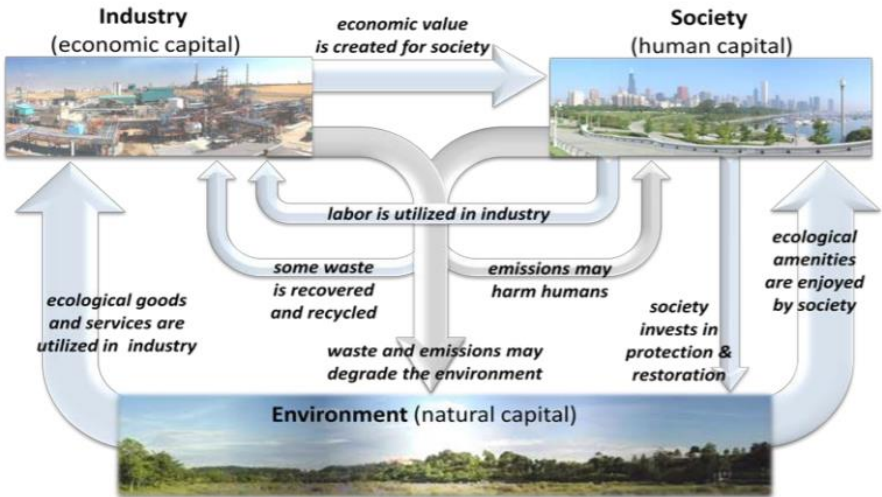 Industry
(economic capital)
economic value
is created for society
Society
(human capital)
labor is utilized in industry
some waste
is recovered
and recycled
emissions may
harm humans
ecological
amenities
are enjoyed
by society
ecological goods
and services are
utilized in industry
society
invests in
protection &
restoration
waste and emissions may
degrade the environment
Environment (natural capital)